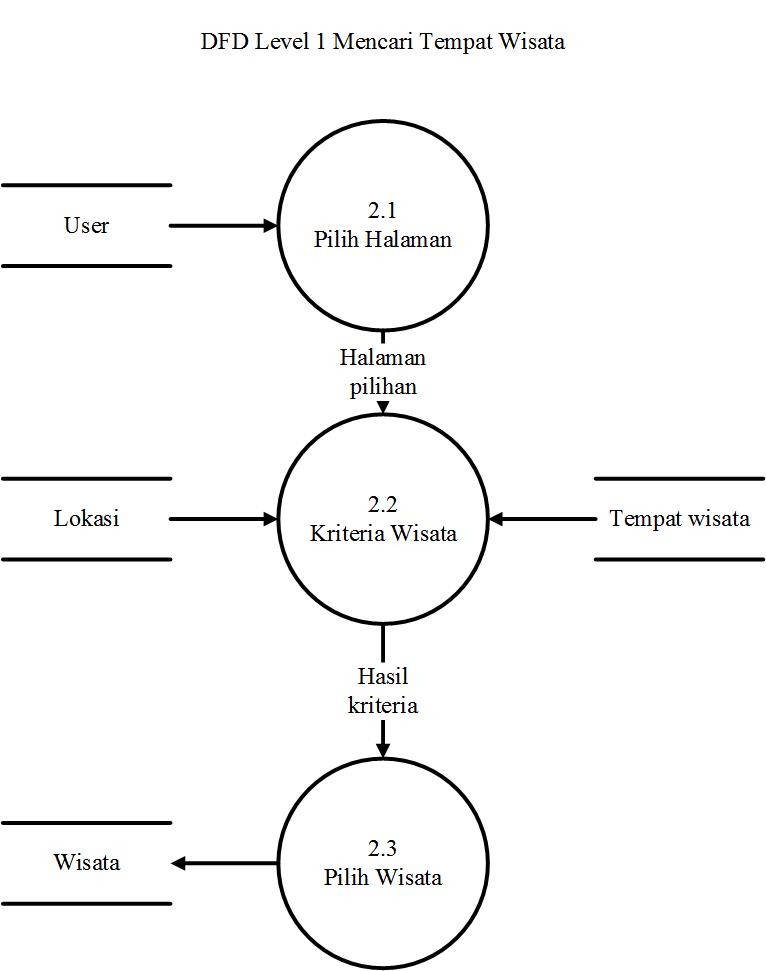 DFD Level 1 Mencari Tempat Wisata
User
2.1
Pilih Halaman
Halaman
pilihan
Lokasi
2.2
Kriteria Wisata
Tempat wisata
Hasil
kriteria
Wisata
2.3
Pilih Wisata